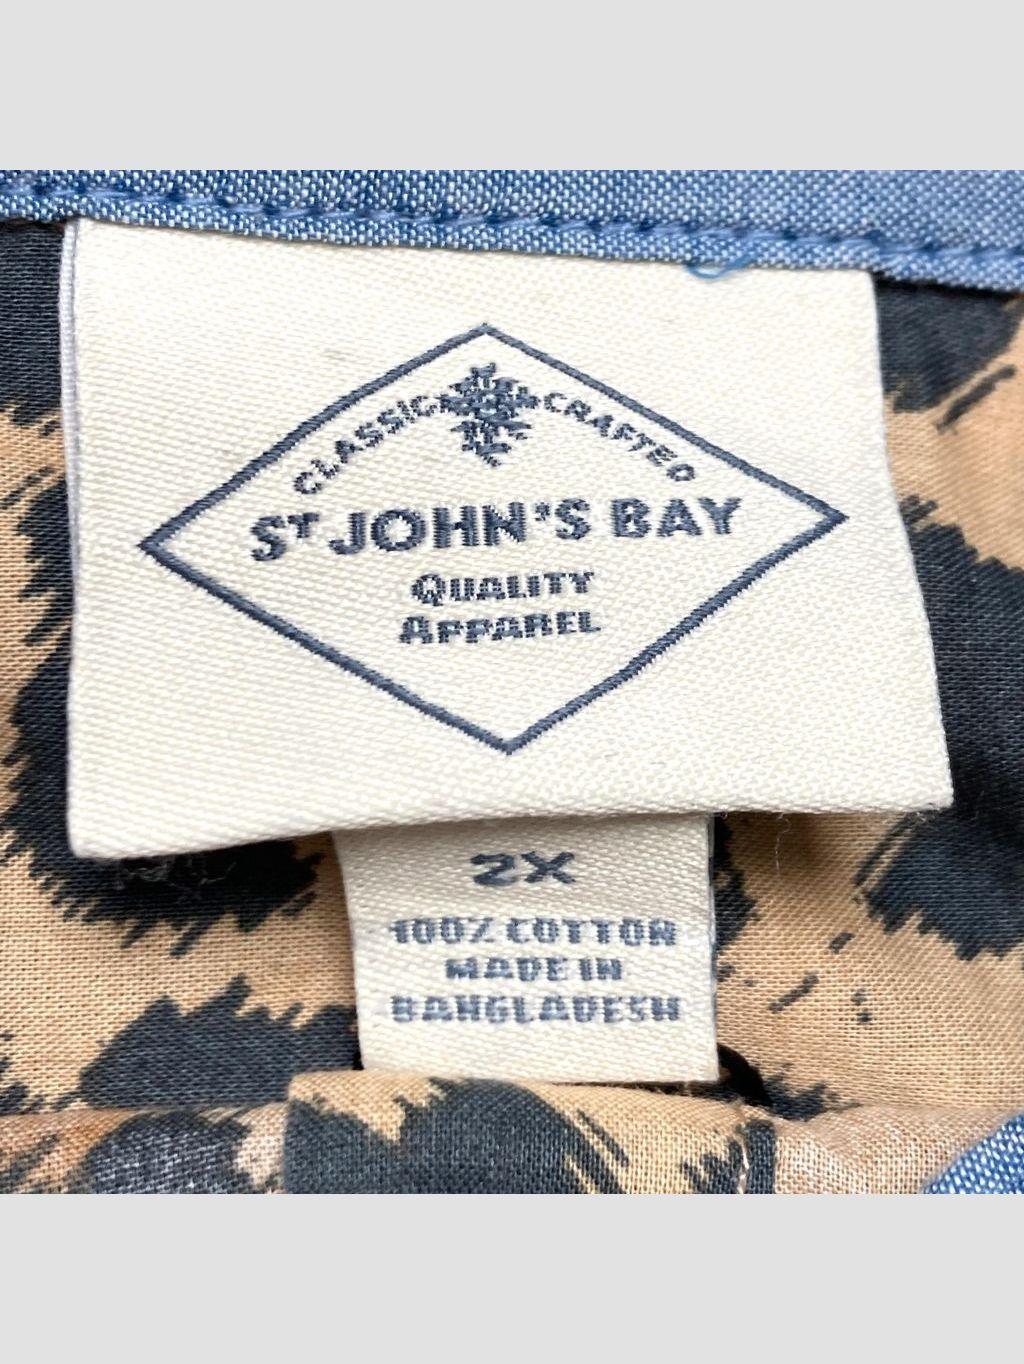 CLASSIC CRAFTED
ST JOHN'S BAY
QUALITY
APPAREL
2X
100% COTTON
MADE IN
BANGLADESH